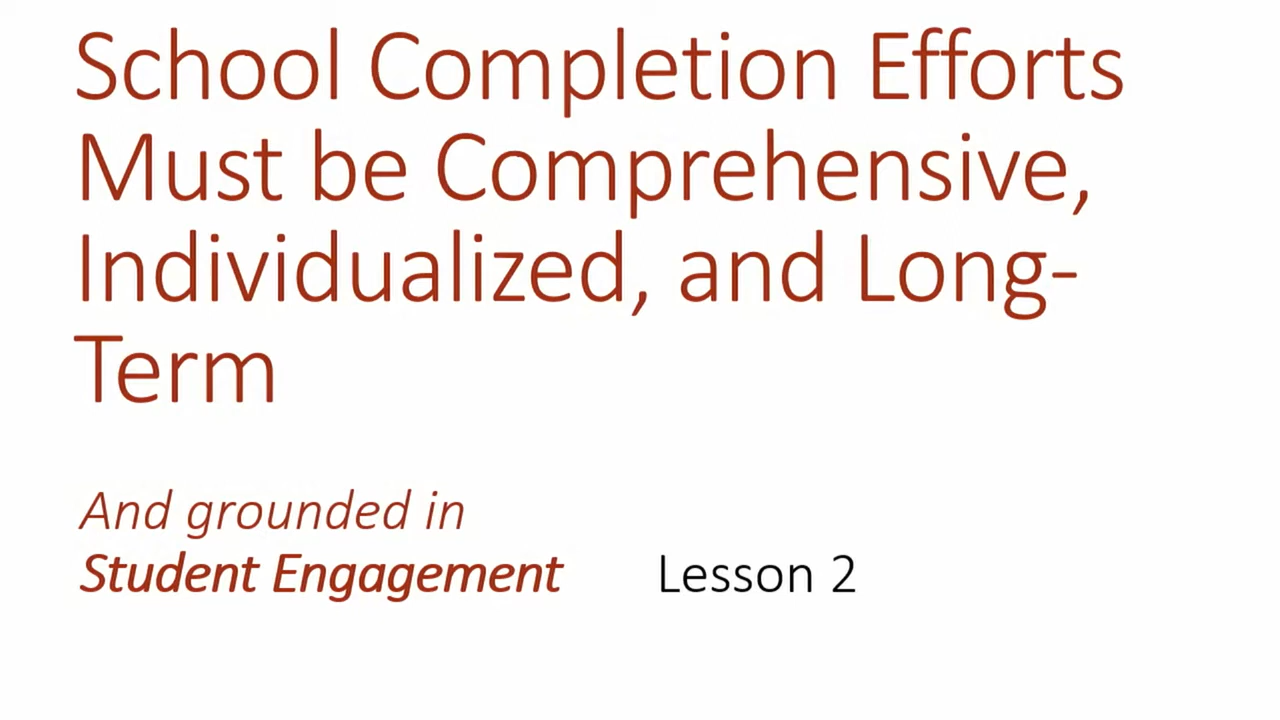 School Completion Efforts
Must be Comprehensive,
Individualized, and Long-
Term
And grounded in
Student Engagement Lesson 2